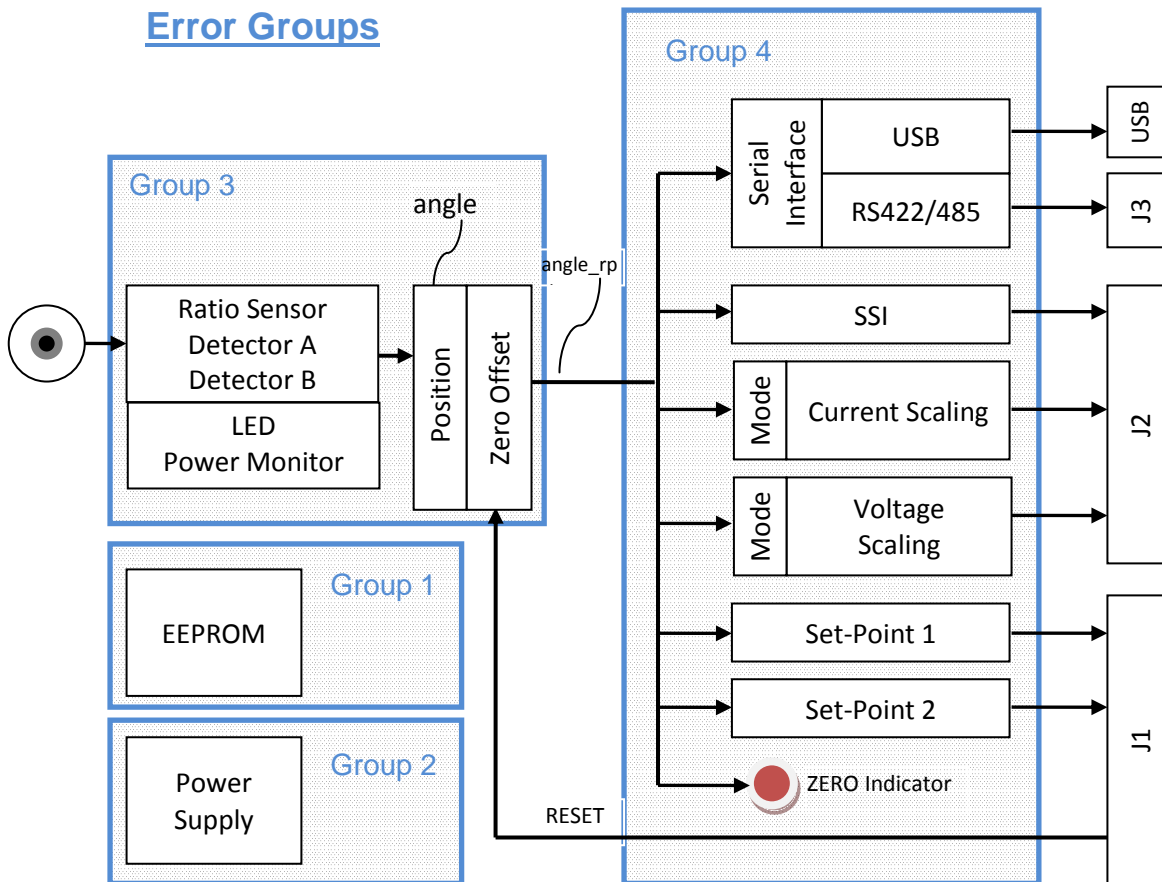 Error Groups
Group 3
angle
angle_rp
Ratio Sensor
Detector A
Detector B
LED
Power Monitor
Position
Zero Offset
Group 1
EEPROM
Group 2
Power
Supply
Group 4
Serial
Interface
USB
RS422/485
SSI
Mode
Current Scaling
Mode
Voltage
Scaling
Set-Point 1
Set-Point 2
ZERO Indicator
RESET
USB
J3
J2
J1